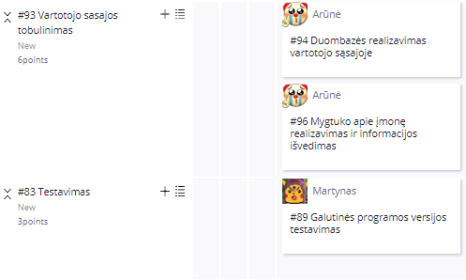 #93 Vartotojo sasajos
tobulinimas
New
6points
Arūnė
#94 Duombazės realizavimas
vartotojo sąsajoje
Arūnė
#96 Mygtuko apie įmonę
realizavimas ir informacijos
išvedimas
#83 Testavimas
New
3points
Martynas
#89 Galutinės programos versijos
testavimas